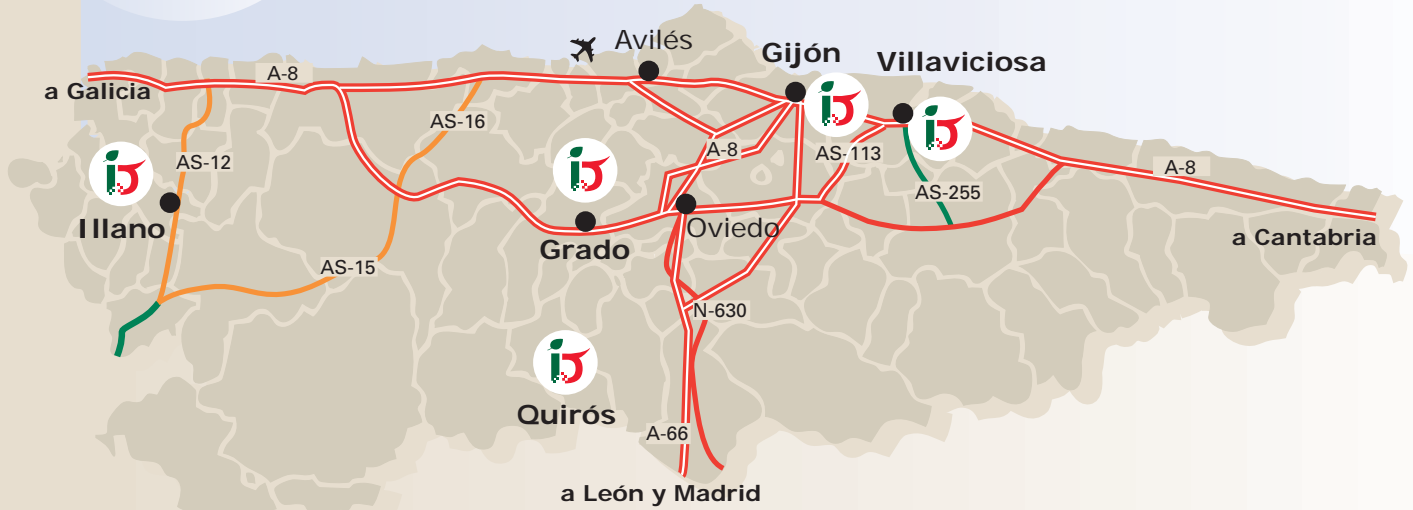 Avilés
Gijón
Villaviciosa
A-8
a Galicia
AS-16
A-8
AS-113
AS-12
A-8
AS-255
Illano
Oviedo
Grado
a Cantabria
AS-15
N-630
Quirós
A-66
a León y Madrid